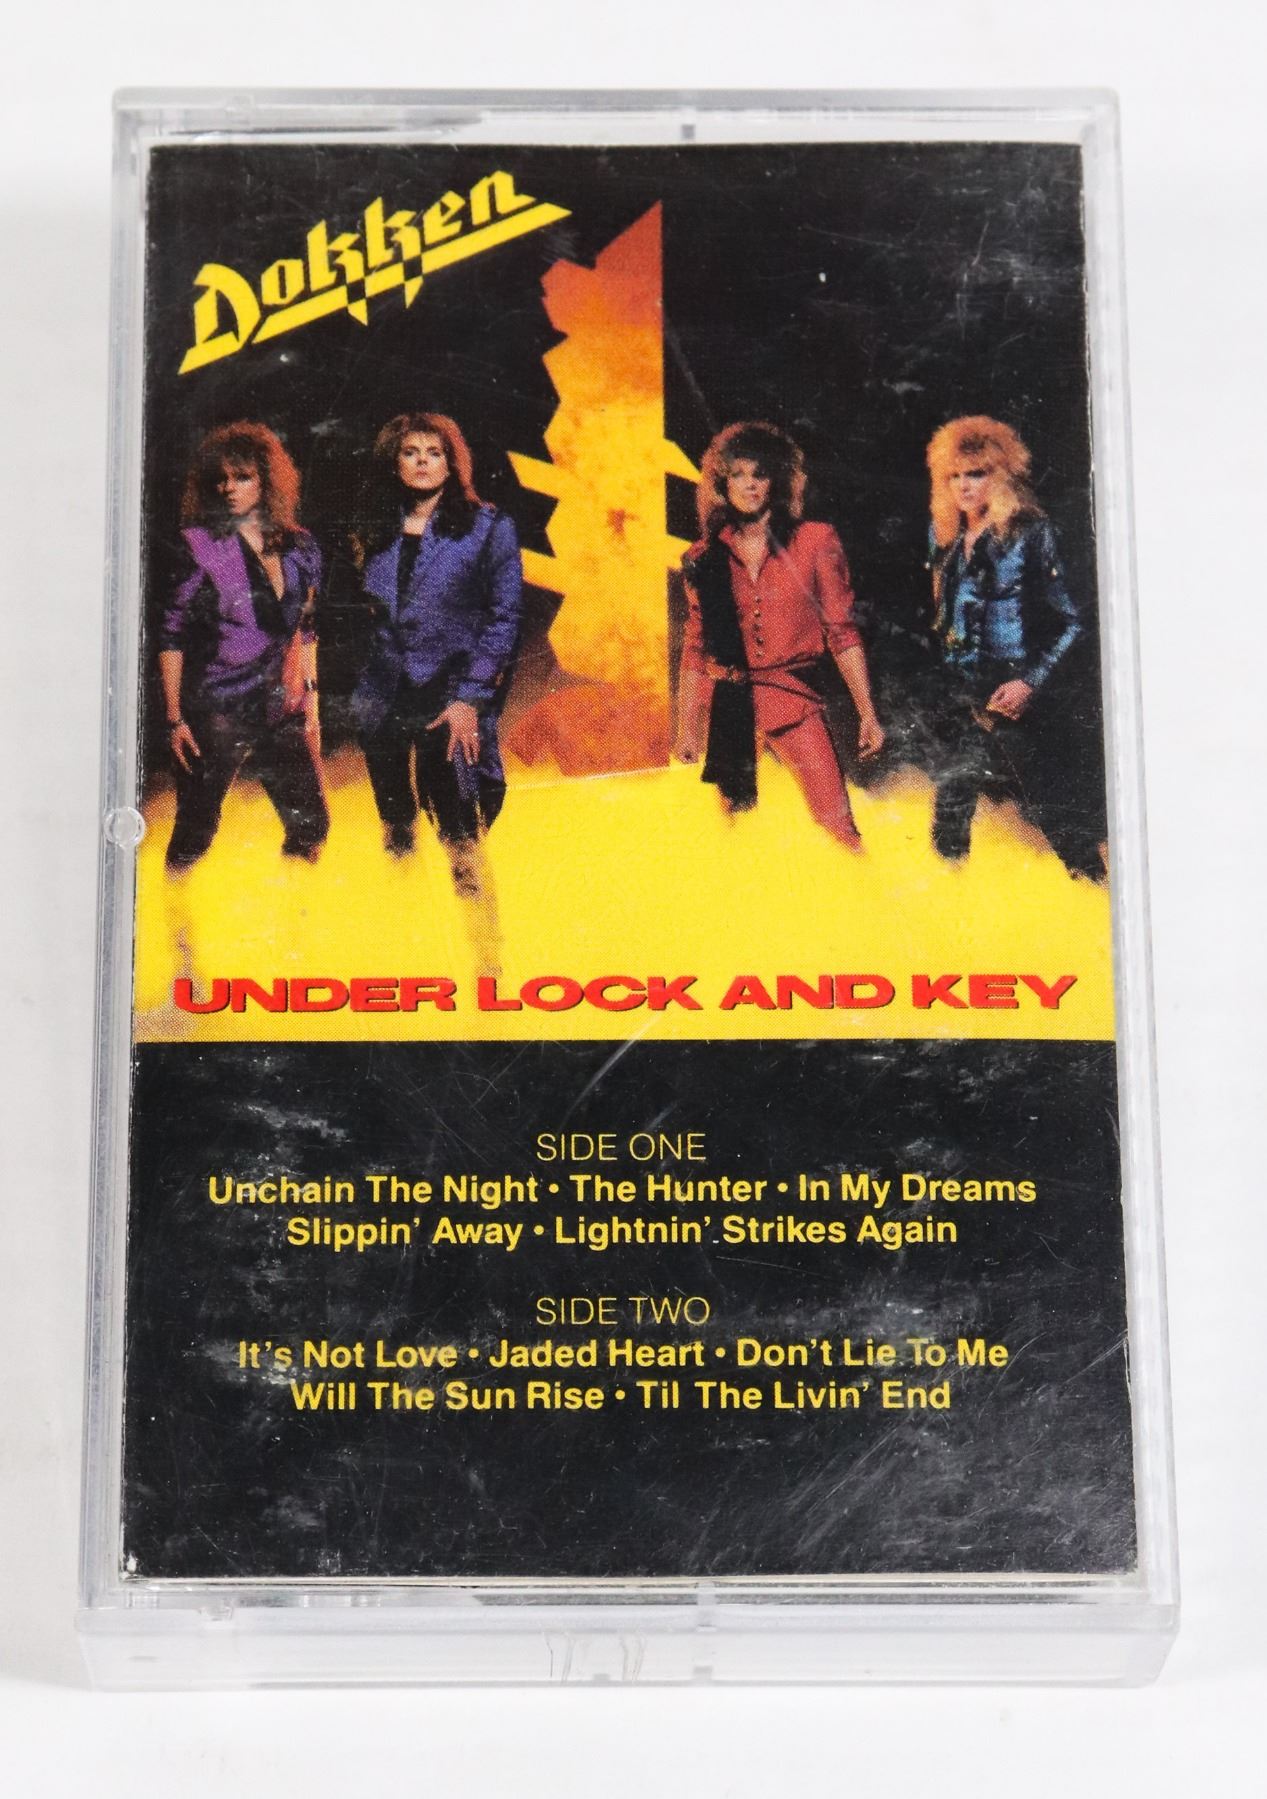 Dokken
UNDER LOCK AND KEY
SIDE ONE
Unchain The Night • The Hunter • In My Dreams
Slippin' Away • Lightnin' Strikes Again
SIDE TWO
It's Not Love • Jaded Heart • Don't Lie To Me
Will The Sun Rise • Til The Livin' End